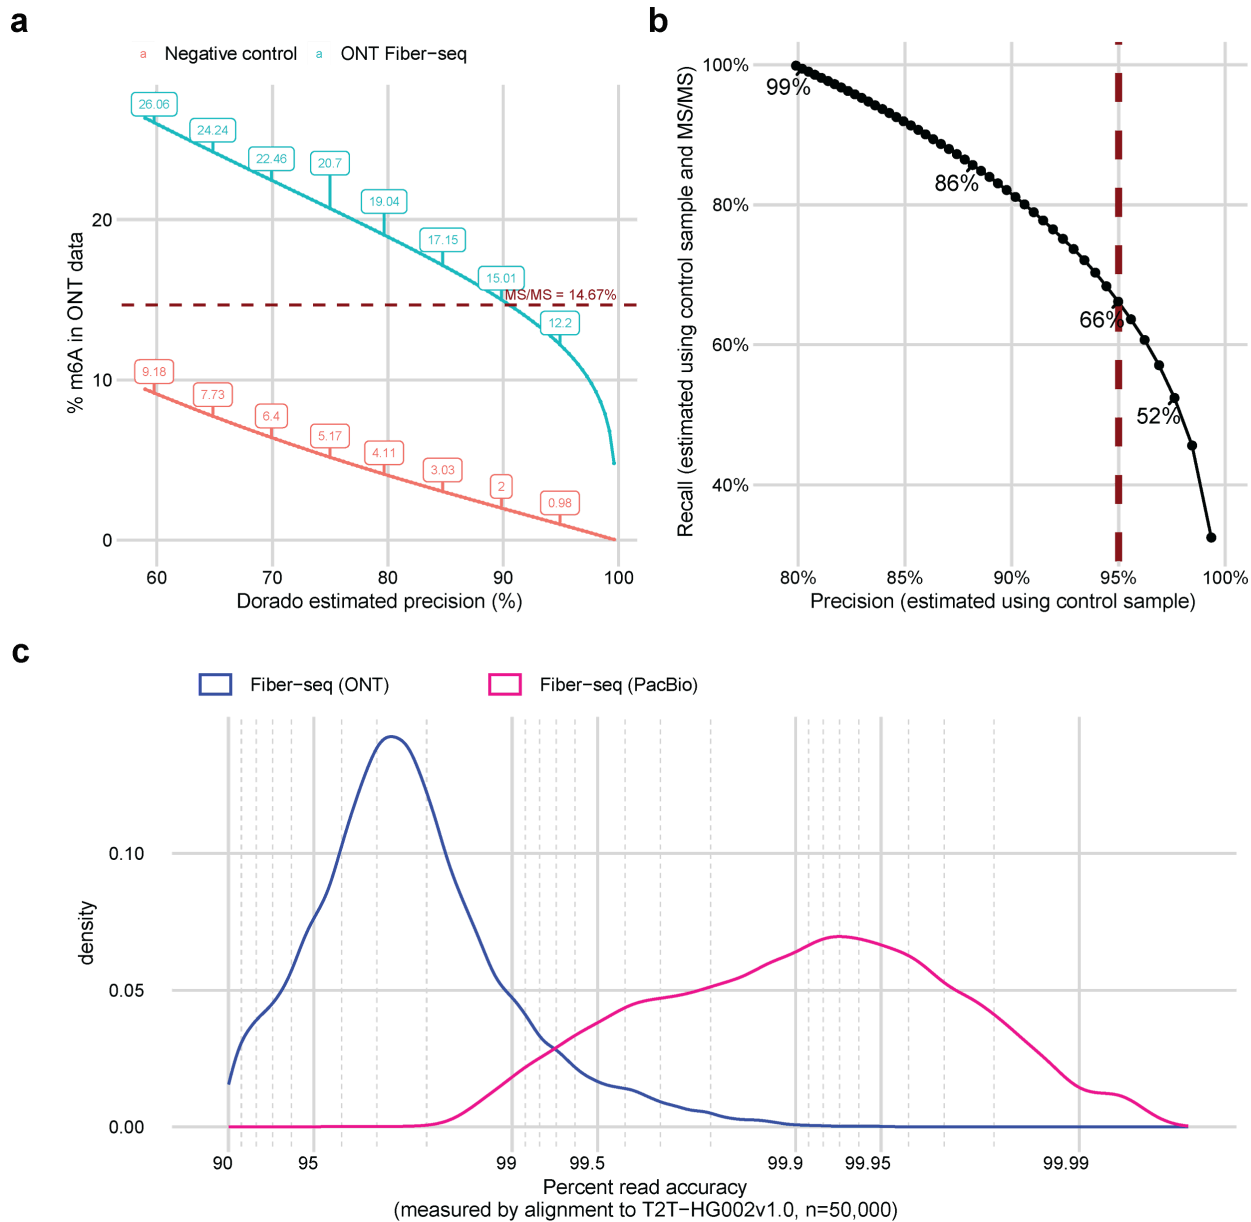 a
a Negative control a ONT Fiber−seq
% m6A in ONT data
26.06
24.24
22.46
20.7
19.04
17.15
15.01
MS/MS = 14.67%
12.2
9.18
7.73
6.4
5.17
4.11
3.03
2
0.98
20
10
0
60 70 80 90 100
Dorado estimated precision (%)
b
Recall (estimated using control sample and MS/MS)
100%
80%
60%
40%
99%
86%
66%
52%
80% 85% 90% 95% 100%
Precision (estimated using control sample)
c
Fiber−seq (ONT) Fiber−seq (PacBio)
density
0.10
0.05
0.00
90 95 99 99.5 99.9 99.95 99.99
Percent read accuracy
(measured by alignment to T2T−HG002v1.0, n=50,000)